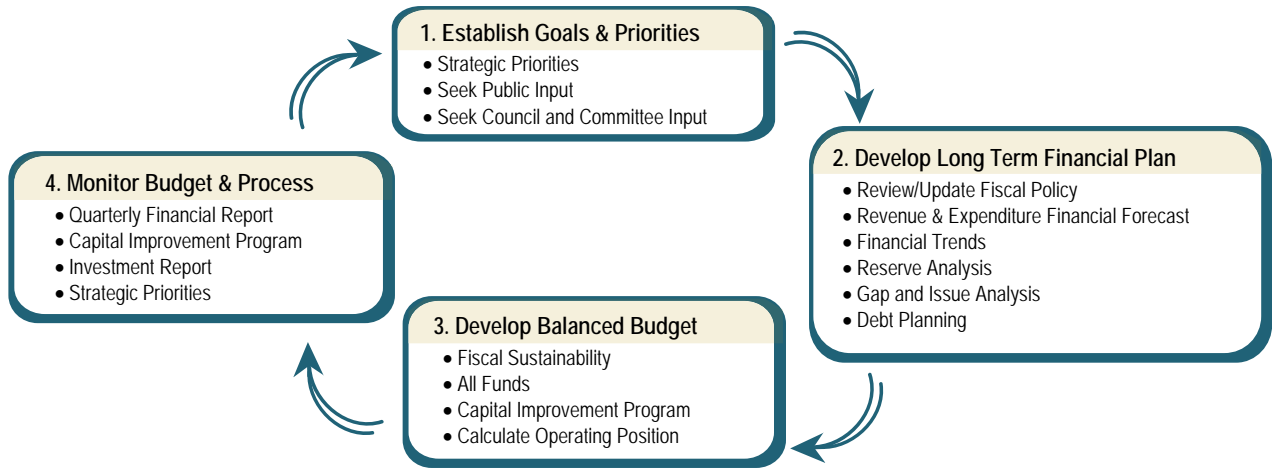 1. Establish Goals & Priorities
• Strategic Priorities
• Seek Public Input
• Seek Council and Committee Input
2. Develop Long Term Financial Plan
• Review/Update Fiscal Policy
• Revenue & Expenditure Financial Forecast
• Financial Trends
• Reserve Analysis
• Gap and Issue Analysis
• Debt Planning
3. Develop Balanced Budget
• Fiscal Sustainability
• All Funds
• Capital Improvement Program
• Calculate Operating Position
4. Monitor Budget & Process
• Quarterly Financial Report
• Capital Improvement Program
• Investment Report
• Strategic Priorities